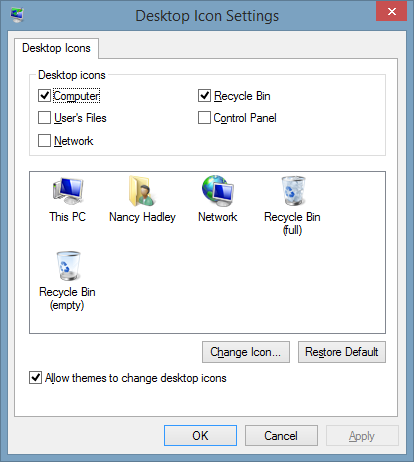 Desktop Icon Settings
Desktop Icons
Desktop icons
Computer
Recycle Bin
User's Files
Control Panel
Network
This PC
Nancy Hadley
Network
Recycle Bin
(full)
Recycle Bin
(empty)
Change Icon...
Restore Default
Allow themes to change desktop icons
OK
Cancel
Apply